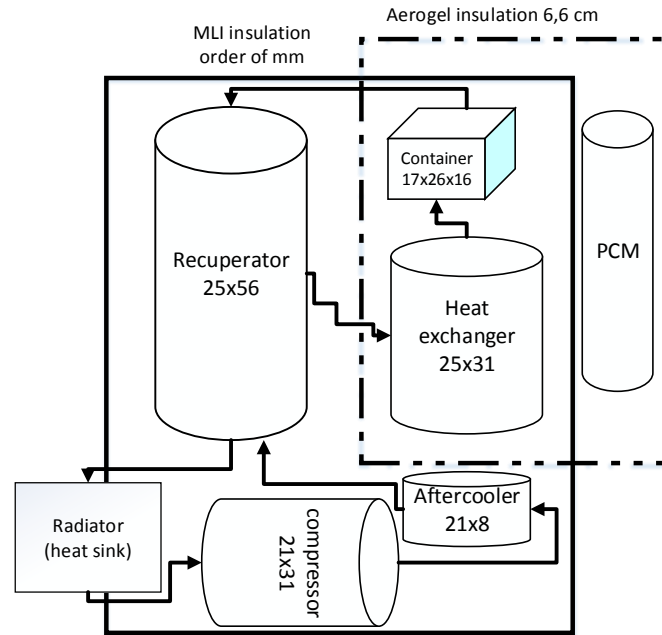 Aerogel insulation 6,6 cm
MLI insulation
order of mm
Container
17x26x16
Recuperator
25x56
PCM
Heat
exchanger
25x31
Aftercooler
21x8
Radiator
(heat sink)
compressor
21x31